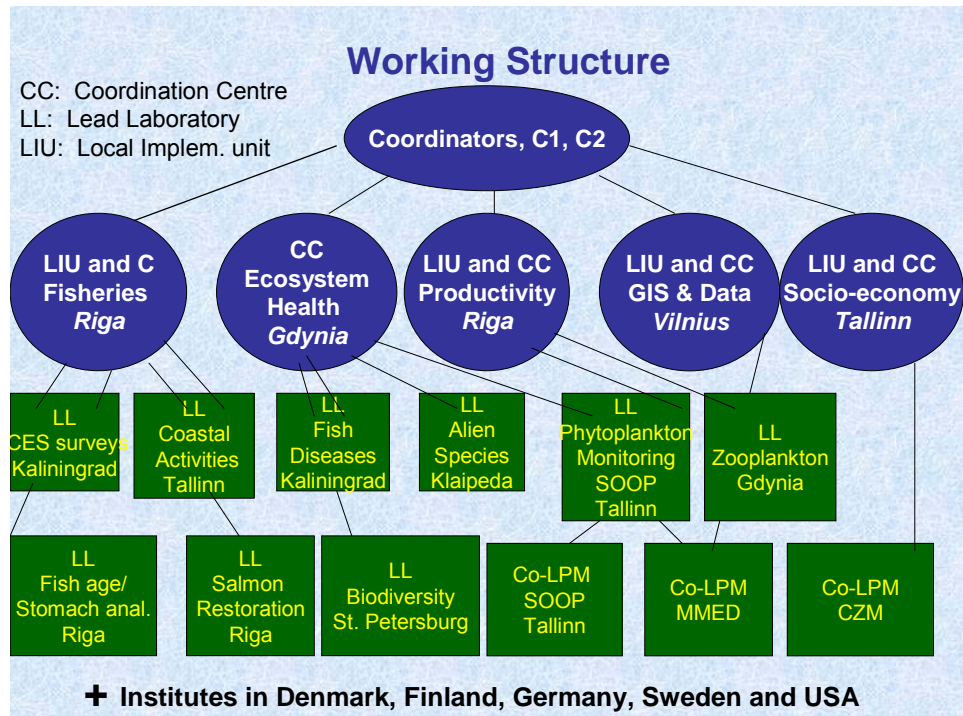 Working Structure
CC: Coordination Centre
LL: Lead Laboratory
LIU: Local Implem. unit
Coordinators, C1, C2
LIU and C
Fisheries
Riga
CC
Ecosystem
Health
Gdynia
LIU and CC
Productivity
Riga
LIU and CC
GIS & Data
Vilnius
LIU and CC
Socio-economy
Tallinn
LL
CES surveys
Kaliningrad
LL
Coastal
Activities
Tallinn
LL
Fish
Diseases
Kaliningrad
LL
Alien
Species
Klaipeda
LL
Phytoplankton
Monitoring
SOOP
Tallinn
LL
Zooplankton
Gdynia
LL
Fish age/
Stomach anal.
Riga
LL
Salmon
Restoration
Riga
LL
Biodiversity
St. Petersburg
Co-LPM
SOOP
Tallinn
Co-LPM
MMED
Co-LPM
CZM
+ Institutes in Denmark, Finland, Germany, Sweden and USA